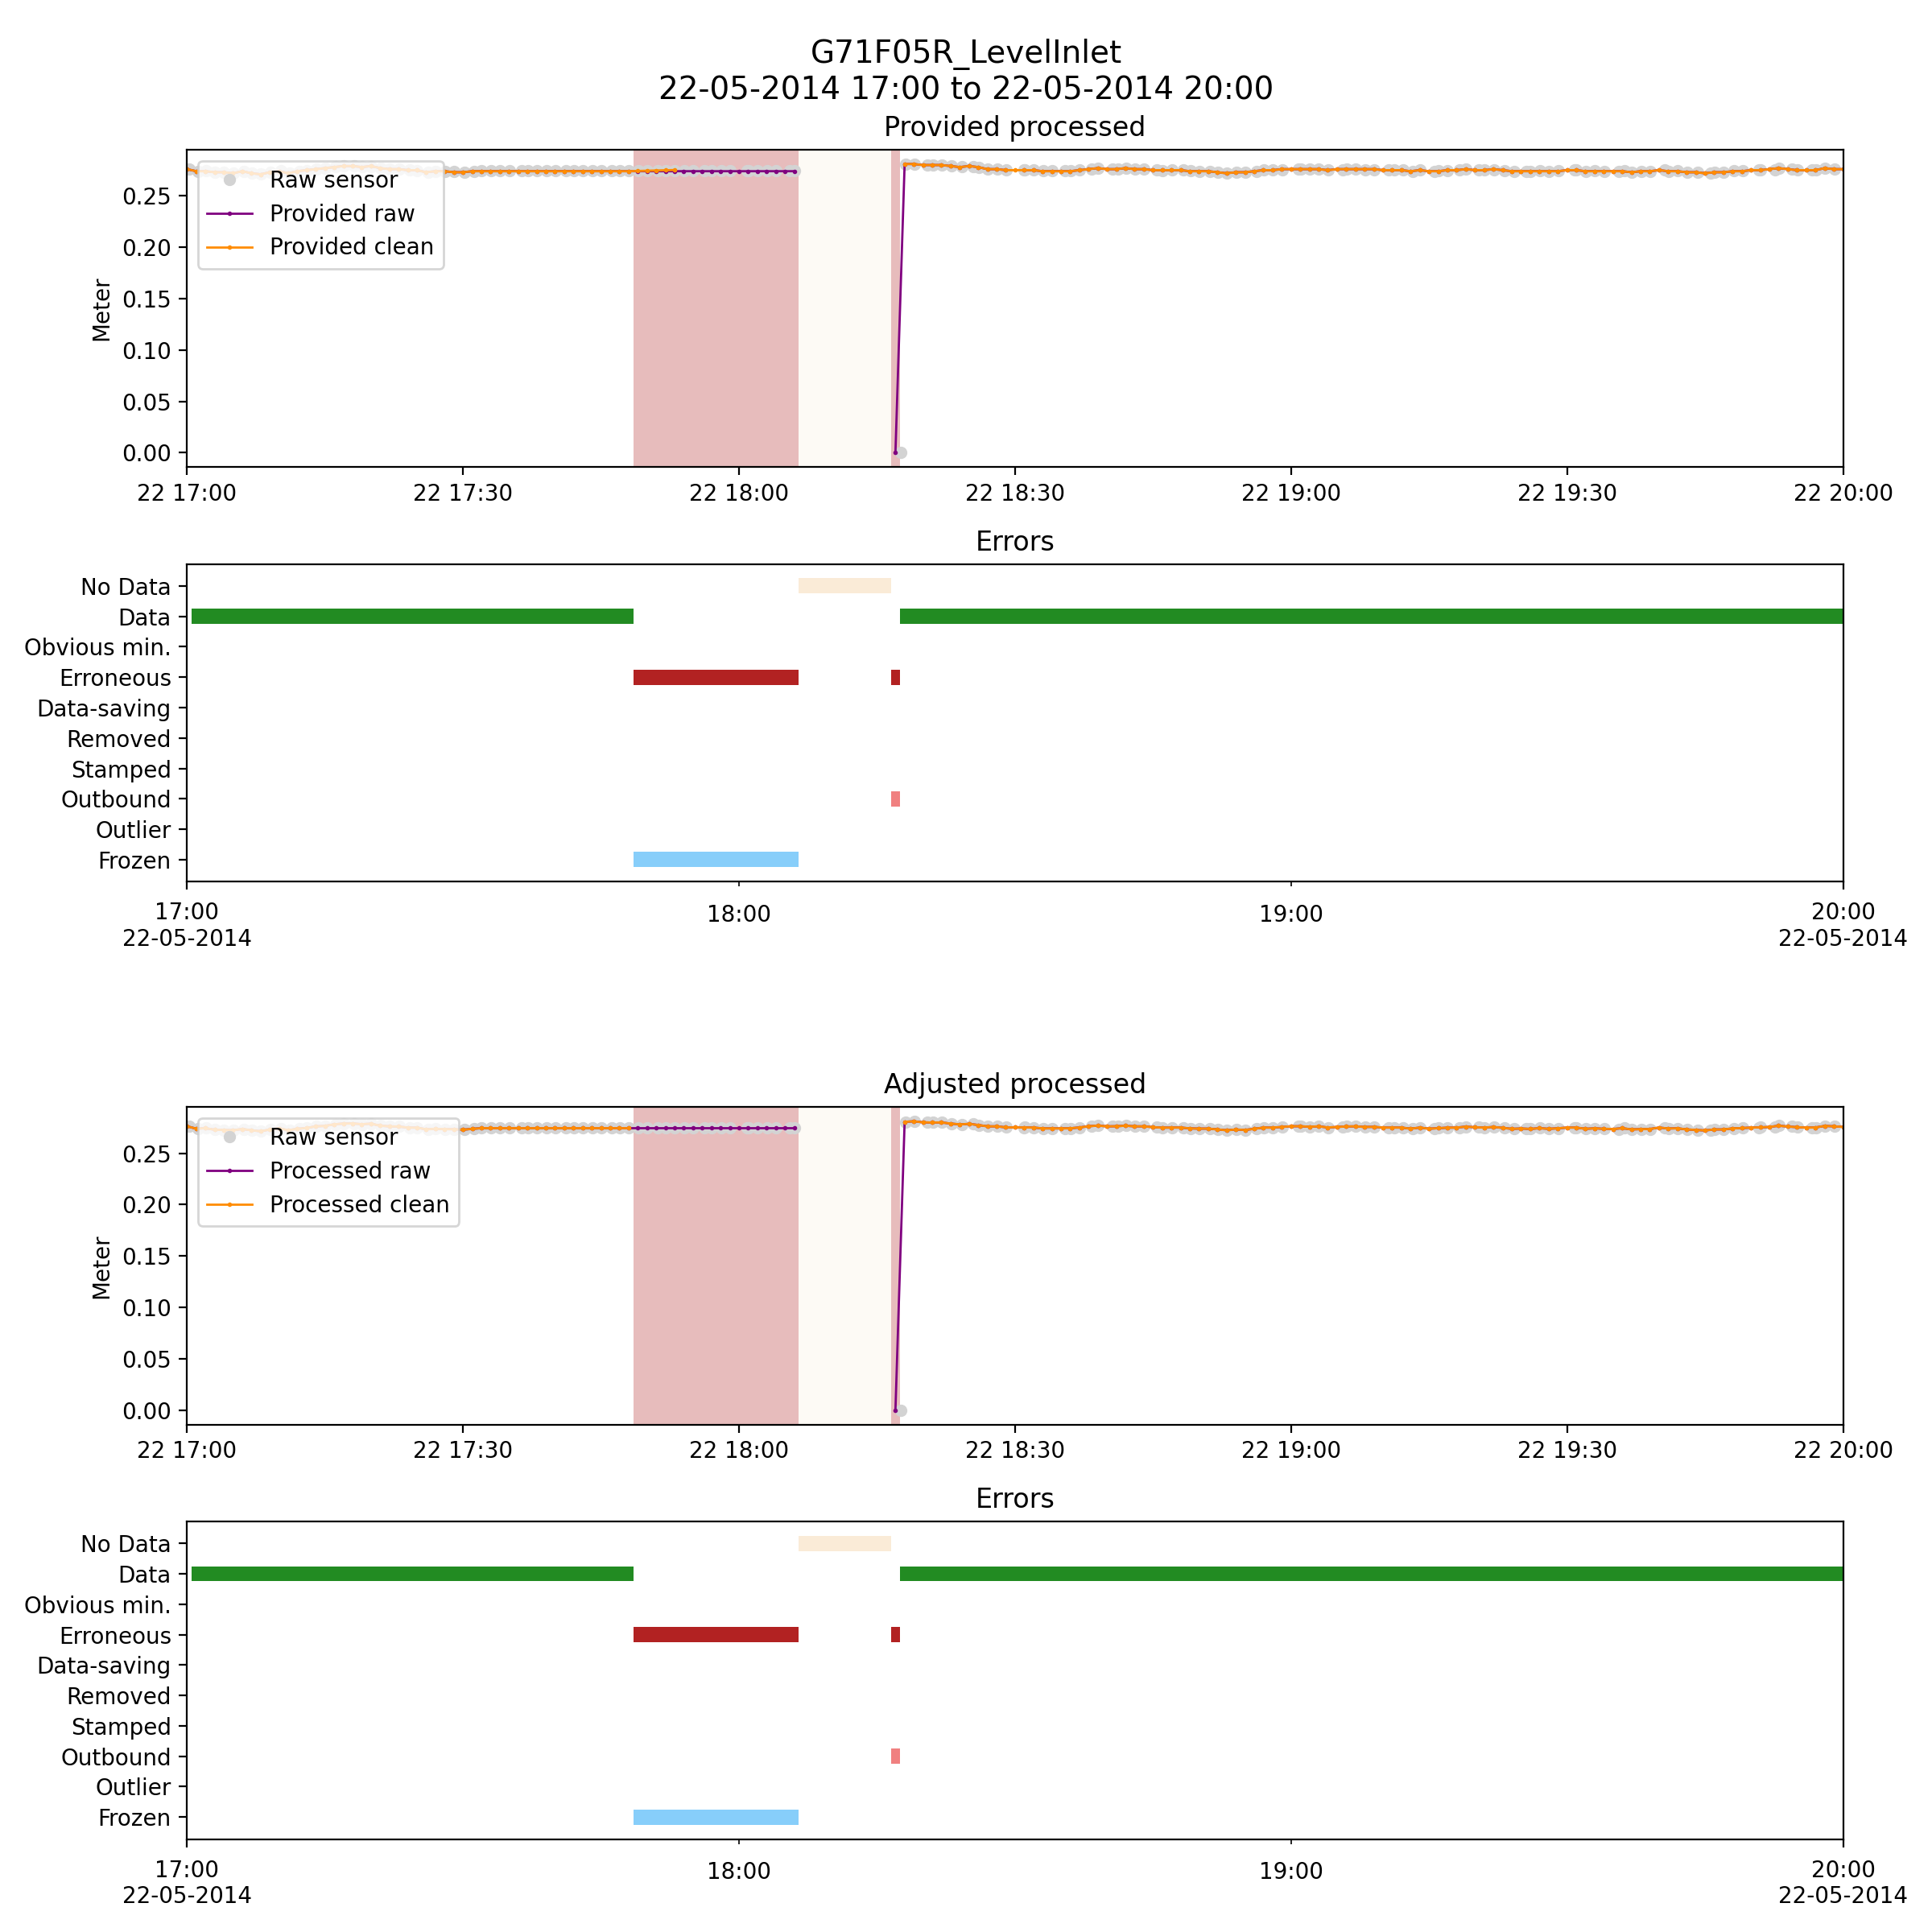 G71F05R_LevelInlet
22-05-2014 17:00 to 22-05-2014 20:00
Provided processed
Meter
0.25
0.20
0.15
0.10
0.05
0.00
Raw sensor
Provided raw
Provided clean
22 17:00 22 17:30 22 18:00 22 18:30 22 19:00 22 19:30 22 20:00
Errors
No Data
Data
Obvious min.
Erroneous
Data-saving
Removed
Stamped
Outbound
Outlier
Frozen
17:00 18:00 19:00 20:00
22-05-2014 22-05-2014
Adjusted processed
Meter
0.25
0.20
0.15
0.10
0.05
0.00
Raw sensor
Processed raw
Processed clean
22 17:00 22 17:30 22 18:00 22 18:30 22 19:00 22 19:30 22 20:00
Errors
No Data
Data
Obvious min.
Erroneous
Data-saving
Removed
Stamped
Outbound
Outlier
Frozen
17:00 18:00 19:00 20:00
22-05-2014 22-05-2014